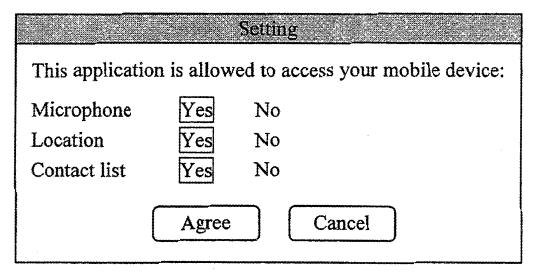 Setting
This application is allowed to access your mobile device:
Microphone Yes No
Location Yes No
Contact list Yes No
Agree Cancel